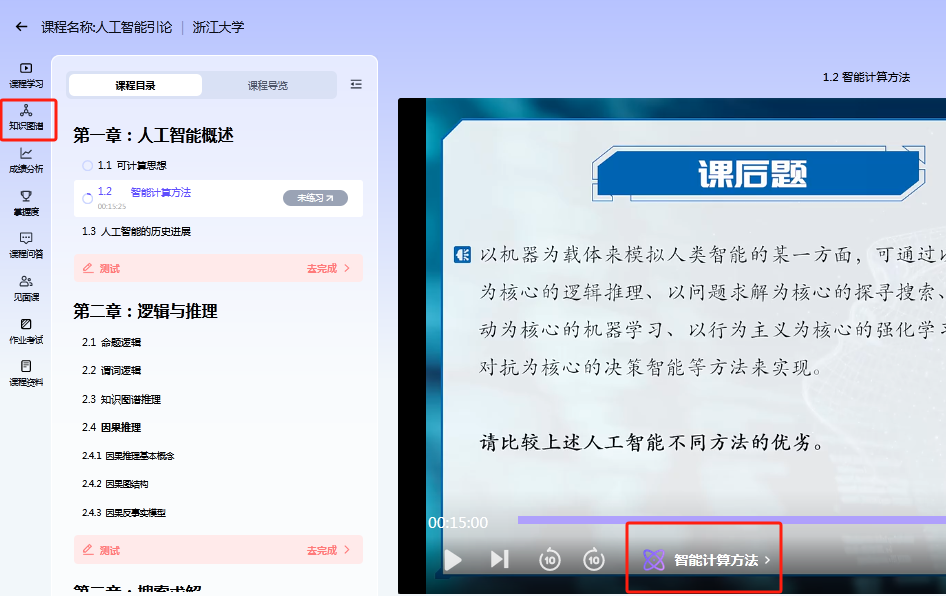 课程名称:人工智能引论 | 浙江大学
课程学习
知识图谱
成绩分析
掌握度
课程问答
见面课
作业考试
课程资料
课程目录
课程导览
第一章：人工智能概述
1.1 可计算思想
1.2 智能计算方法
00:15:25
未练习
1.3 人工智能的历史进展
测试
去完成
第二章：逻辑与推理
2.1 命题逻辑
2.2 谓词逻辑
2.3 知识图谱推理
2.4 因果推理
2.4.1 因果推理基本概念
2.4.2 因果图结构
2.4.3 因果反事实模型
测试
去完成
第三章：搜索求解
1.2 智能计算方法
课后题
以机器为载体来模拟人类智能的某一方面，可通过以
为核心的逻辑推理、以问题求解为核心的探寻搜索、
动为核心的机器学习、以行为主义为核心的强化学习
对抗为核心的决策智能等方法来实现。
请比较上述人工智能不同方法的优劣。
00:15:00
10
10
智能计算方法